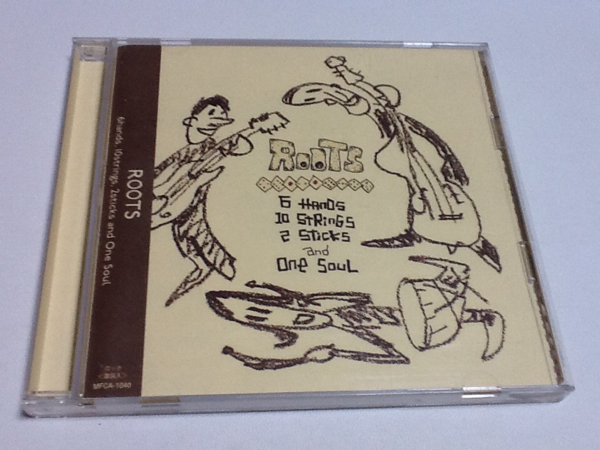 ROOTS
6hands, 10strings, 2sticks and One Soul
ROOTS
6 HANDS
10 STRINGS
2 STICKS
and
ONE SOUL
MFCA-1040